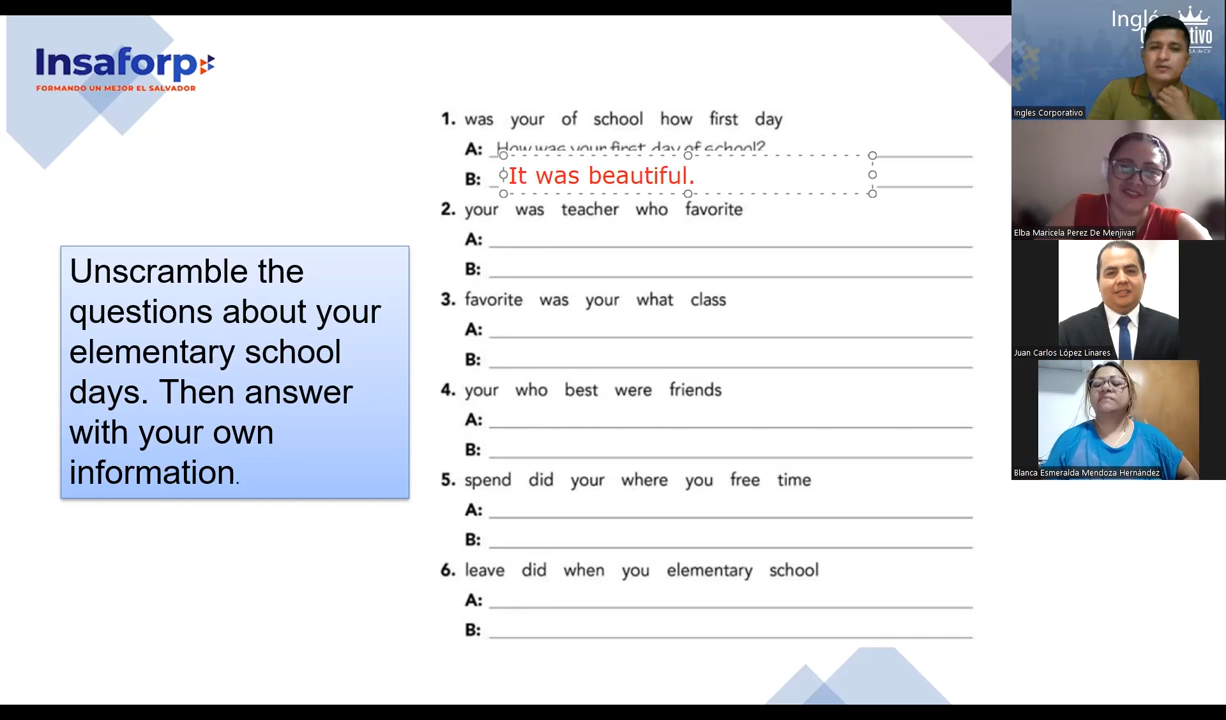 Insaforp
FORMANDO UN MEJOR EL SALVADOR
Unscramble the
questions about your
elementary school
days. Then answer
with your own
information.
1. was your of school how first day
A: How was your first day of school?
B: It was beautiful.
2. your was teacher who favorite
A:
B:
3. favorite was your what class
A:
B:
4. your who best were friends
A:
B:
5. spend did your where you free time
A:
B:
6. leave did when you elementary school
A:
B:
Ingles Corporativo
Elba Maricela Perez De Menjivar
Juan Carlos López Linares
Blanca Esmeralda Mendoza Hernández